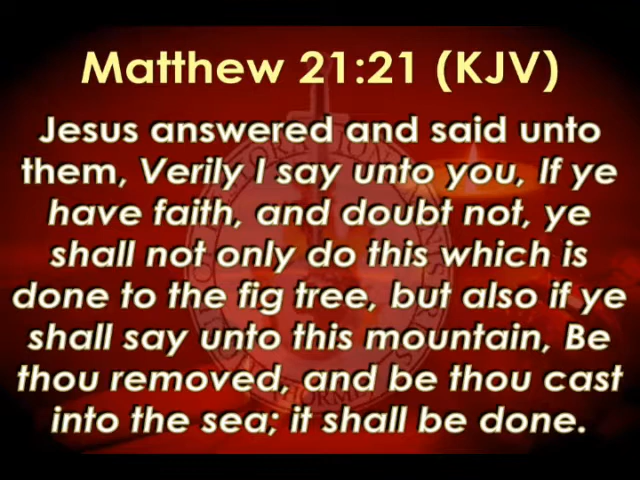 Matthew 21:21 (KJV)
Jesus answered and said unto
them, Verily I say unto you, If ye
have faith, and doubt not, ye
shall not only do this which is
done to the fig tree, but also if ye
shall say unto this mountain, Be
thou removed, and be thou cast
into the sea; it shall be done.